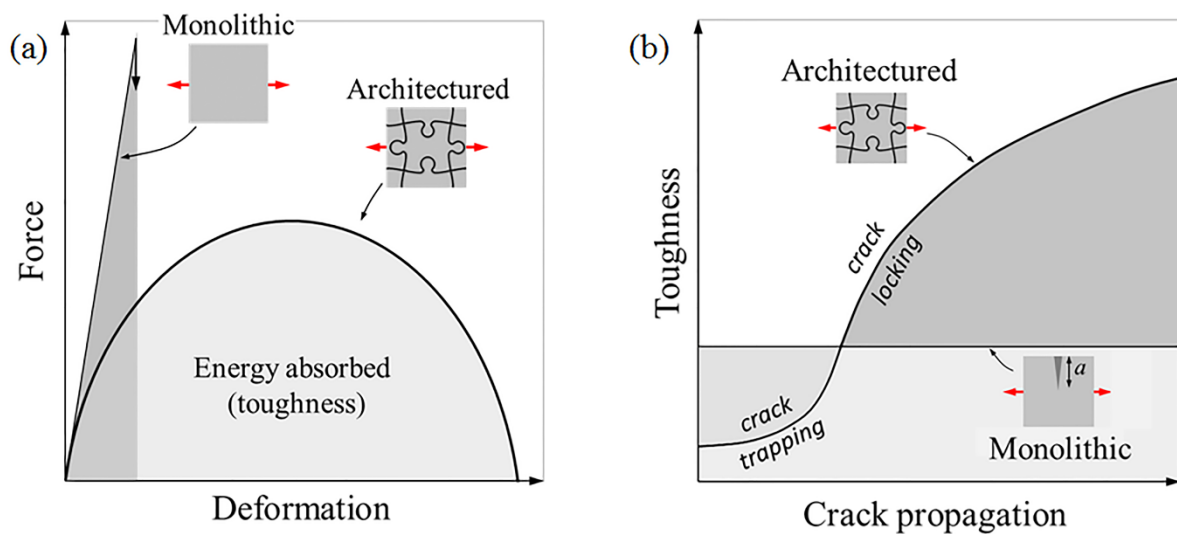 (a)
Monolithic
Architectured
Force
Energy absorbed
(toughness)
Deformation
(b)
Architectured
Toughness
crack
locking
crack
trapping
a
Monolithic
Crack propagation